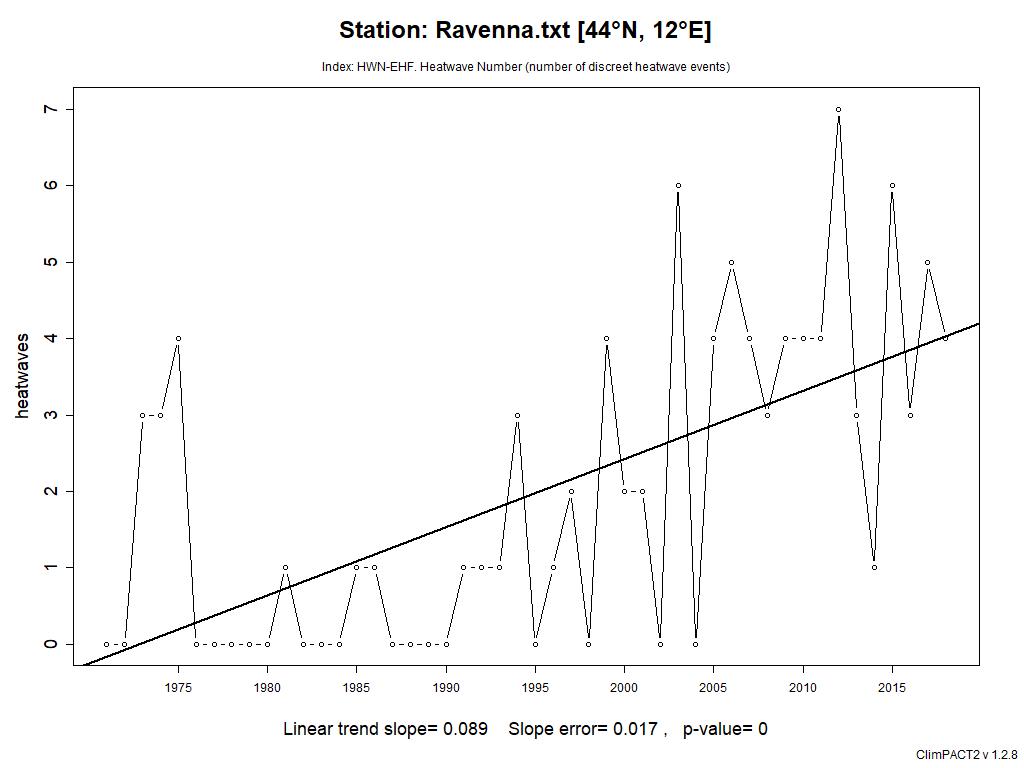 Station: Ravenna.txt [44°N, 12°E]
Index: HWN-EHF. Heatwave Number (number of discreet heatwave events)
heatwaves
7
6
5
4
3
2
1
0
1975 1980 1985 1990 1995 2000 2005 2010 2015
Linear trend slope= 0.089 Slope error= 0.017 , p-value= 0
ClimPACT2 v 1.2.8